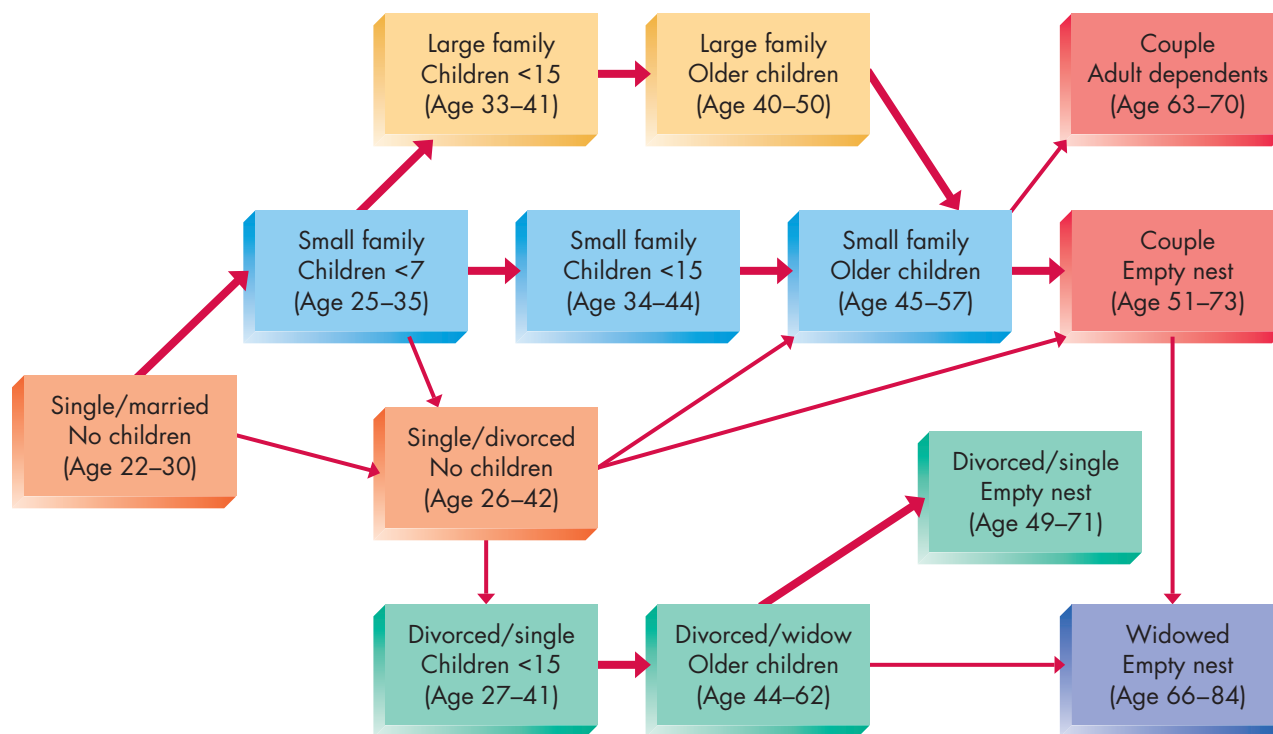 Large family
Children <15
(Age 33–41)
Large family
Older children
(Age 40–50)
Couple
Adult dependents
(Age 63–70)
Small family
Children <7
(Age 25–35)
Small family
Children <15
(Age 34–44)
Small family
Older children
(Age 45–57)
Couple
Empty nest
(Age 51–73)
Single/married
No children
(Age 22–30)
Single/divorced
No children
(Age 26–42)
Divorced/single
Empty nest
(Age 49–71)
Divorced/single
Children <15
(Age 27–41)
Divorced/widow
Older children
(Age 44–62)
Widowed
Empty nest
(Age 66–84)